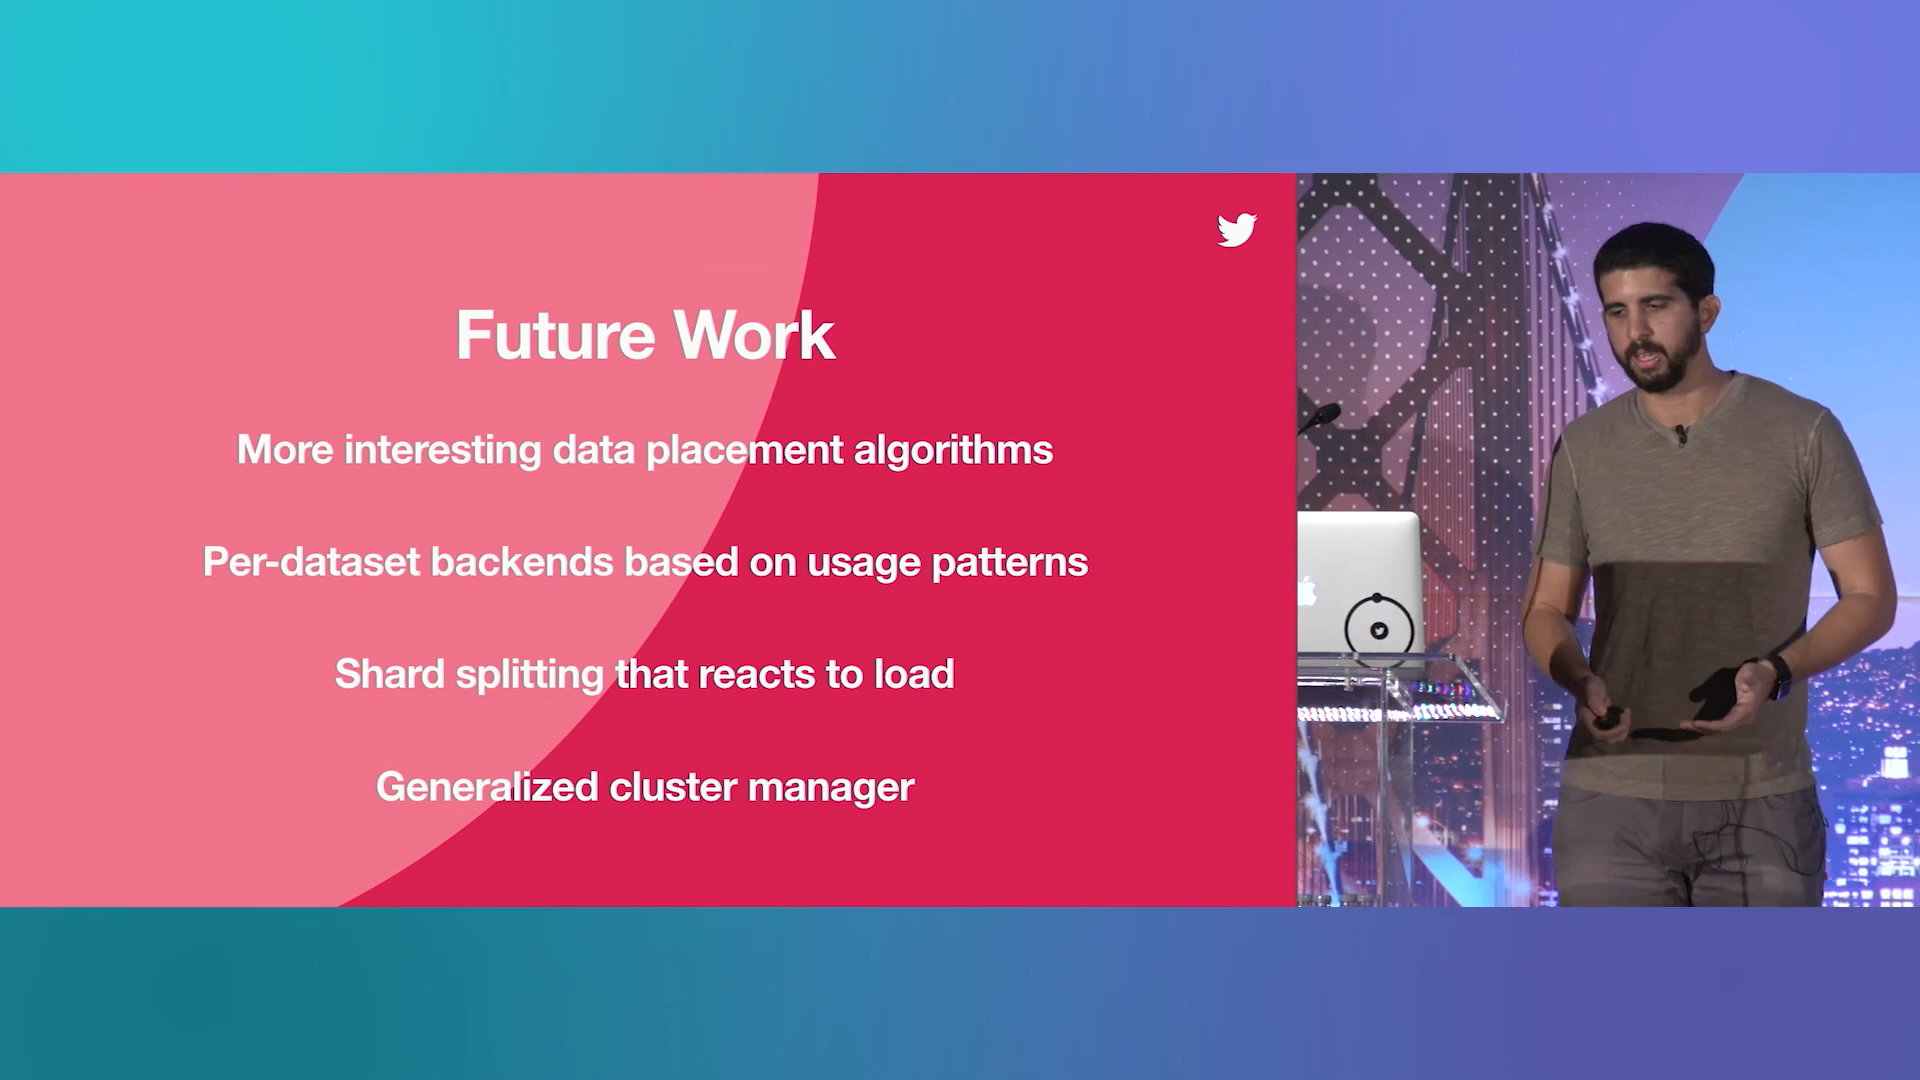 Future Work
More interesting data placement algorithms
Per-dataset backends based on usage patterns
Shard splitting that reacts to load
Generalized cluster manager